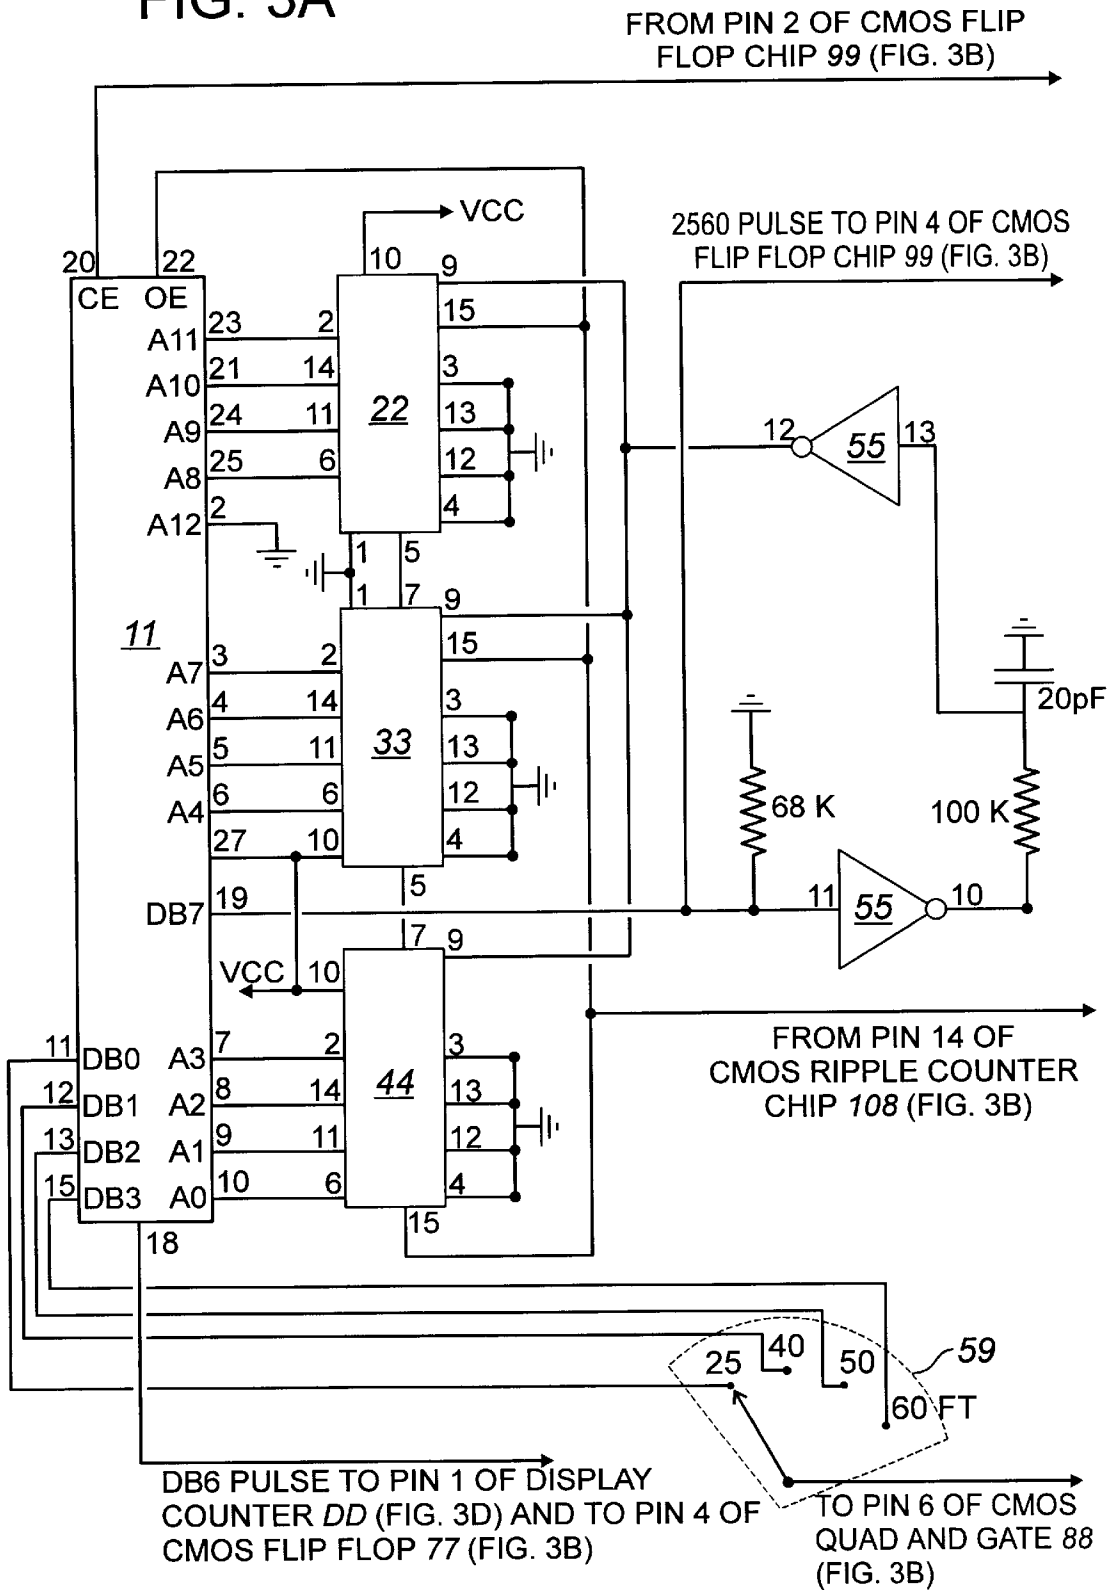 FIG. 3A
FROM PIN 2 OF CMOS FLIP
FLOP CHIP 99 (FIG. 3B)
VCC
2560 PULSE TO PIN 4 OF CMOS
FLIP FLOP CHIP 99 (FIG. 3B)
20 22 10 9
CE OE
15
A11 23 2
A10 21 14 3
A9 24 11 22 13
A8 25 6 12
A12 2 4
12 55 13
1 5
1 7 9
11
15
A7 3 2
A6 4 14 3
A5 5 11 33 13
A4 6 6 12
27 10 4
20pF
68 K
100 K
5
DB7 19
11 55 10
7 9
VCC 10
11 DB0 A3 7 2 3
12 DB1 A2 8 14 44 13
13 DB2 A1 9 11 12
15 DB3 A0 10 6 4
18 15
FROM PIN 14 OF
CMOS RIPPLE COUNTER
CHIP 108 (FIG. 3B)
25 40 50 59
60 FT
DB6 PULSE TO PIN 1 OF DISPLAY
COUNTER DD (FIG. 3D) AND TO PIN 4 OF
CMOS FLIP FLOP 77 (FIG. 3B)
TO PIN 6 OF CMOS
QUAD AND GATE 88
(FIG. 3B)